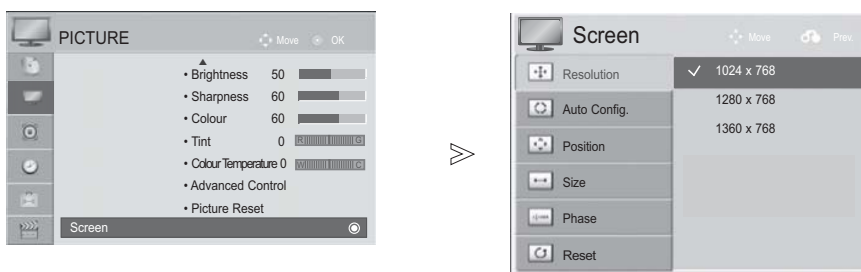 PICTURE
Move OK
• Brightness 50
• Sharpness 60
• Colour 60
• Tint 0 R G
• Colour Temperature 0 W C
• Advanced Control
• Picture Reset
Screen
Screen
Move Prev.
Resolution
Auto Config.
Position
Size
Phase
Reset
1024 x 768
1280 x 768
1360 x 768